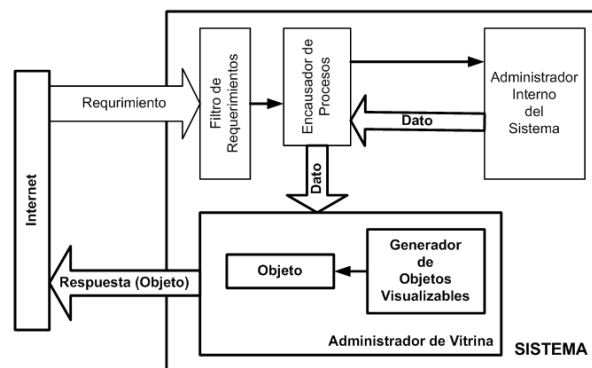 Internet
Requrimiento
Filtro de
Requerimientos
Encausador de
Procesos
Administrador
Interno
del
Sistema
Dato
Dato
Respuesta (Objeto)
Objeto
Generador
de
Objetos
Visualizables
Administrador de Vitrina
SISTEMA